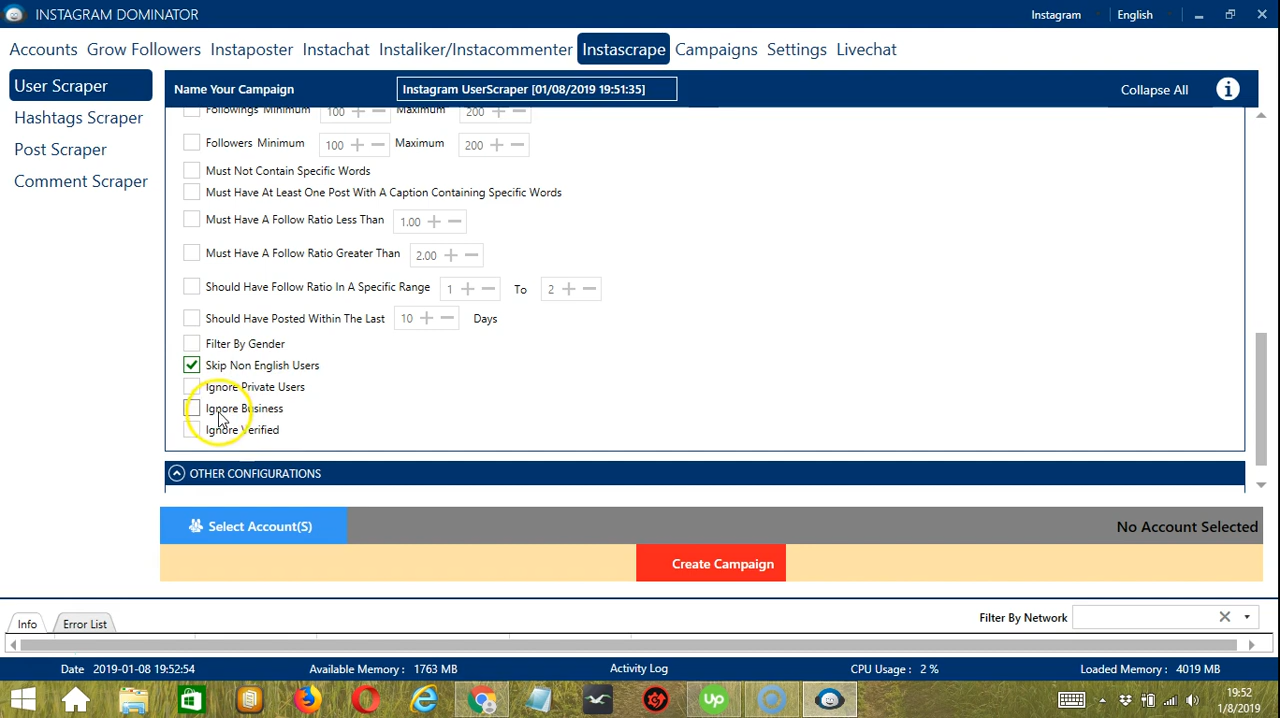 INSTAGRAM DOMINATOR
Instagram English
Accounts Grow Followers Instaposter Instachat Instaliker/Instacommenter Instascrape Campaigns Settings Livechat
User Scraper
Hashtags Scraper
Post Scraper
Comment Scraper
Name Your Campaign Instagram UserScraper [01/08/2019 19:51:35] Collapse All
Followings Minimum 100 + − Maximum 200 + −
Followers Minimum 100 + − Maximum 200 + −
Must Not Contain Specific Words
Must Have At Least One Post With A Caption Containing Specific Words
Must Have A Follow Ratio Less Than 1.00 + −
Must Have A Follow Ratio Greater Than 2.00 + −
Should Have Follow Ratio In A Specific Range 1 + − To 2 + −
Should Have Posted Within The Last 10 + − Days
Filter By Gender
Skip Non English Users
Ignore Private Users
Ignore Business
Ignore Verified
OTHER CONFIGURATIONS
Select Account(S) No Account Selected
Create Campaign
Info Error List Filter By Network
Date 2019-01-08 19:52:54 Available Memory : 1763 MB Activity Log CPU Usage : 2 % Loaded Memory : 4019 MB
up
19:52
1/8/2019